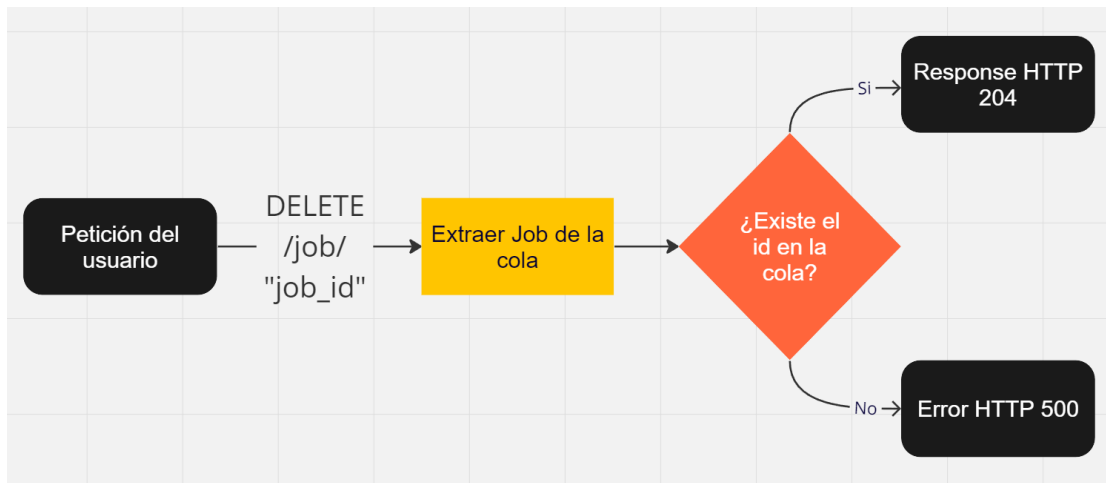 Petición del
usuario
DELETE
/job/
"job_id"
Extraer Job de la
cola
¿Existe el
id en la
cola?
Si
Response HTTP
204
No
Error HTTP 500